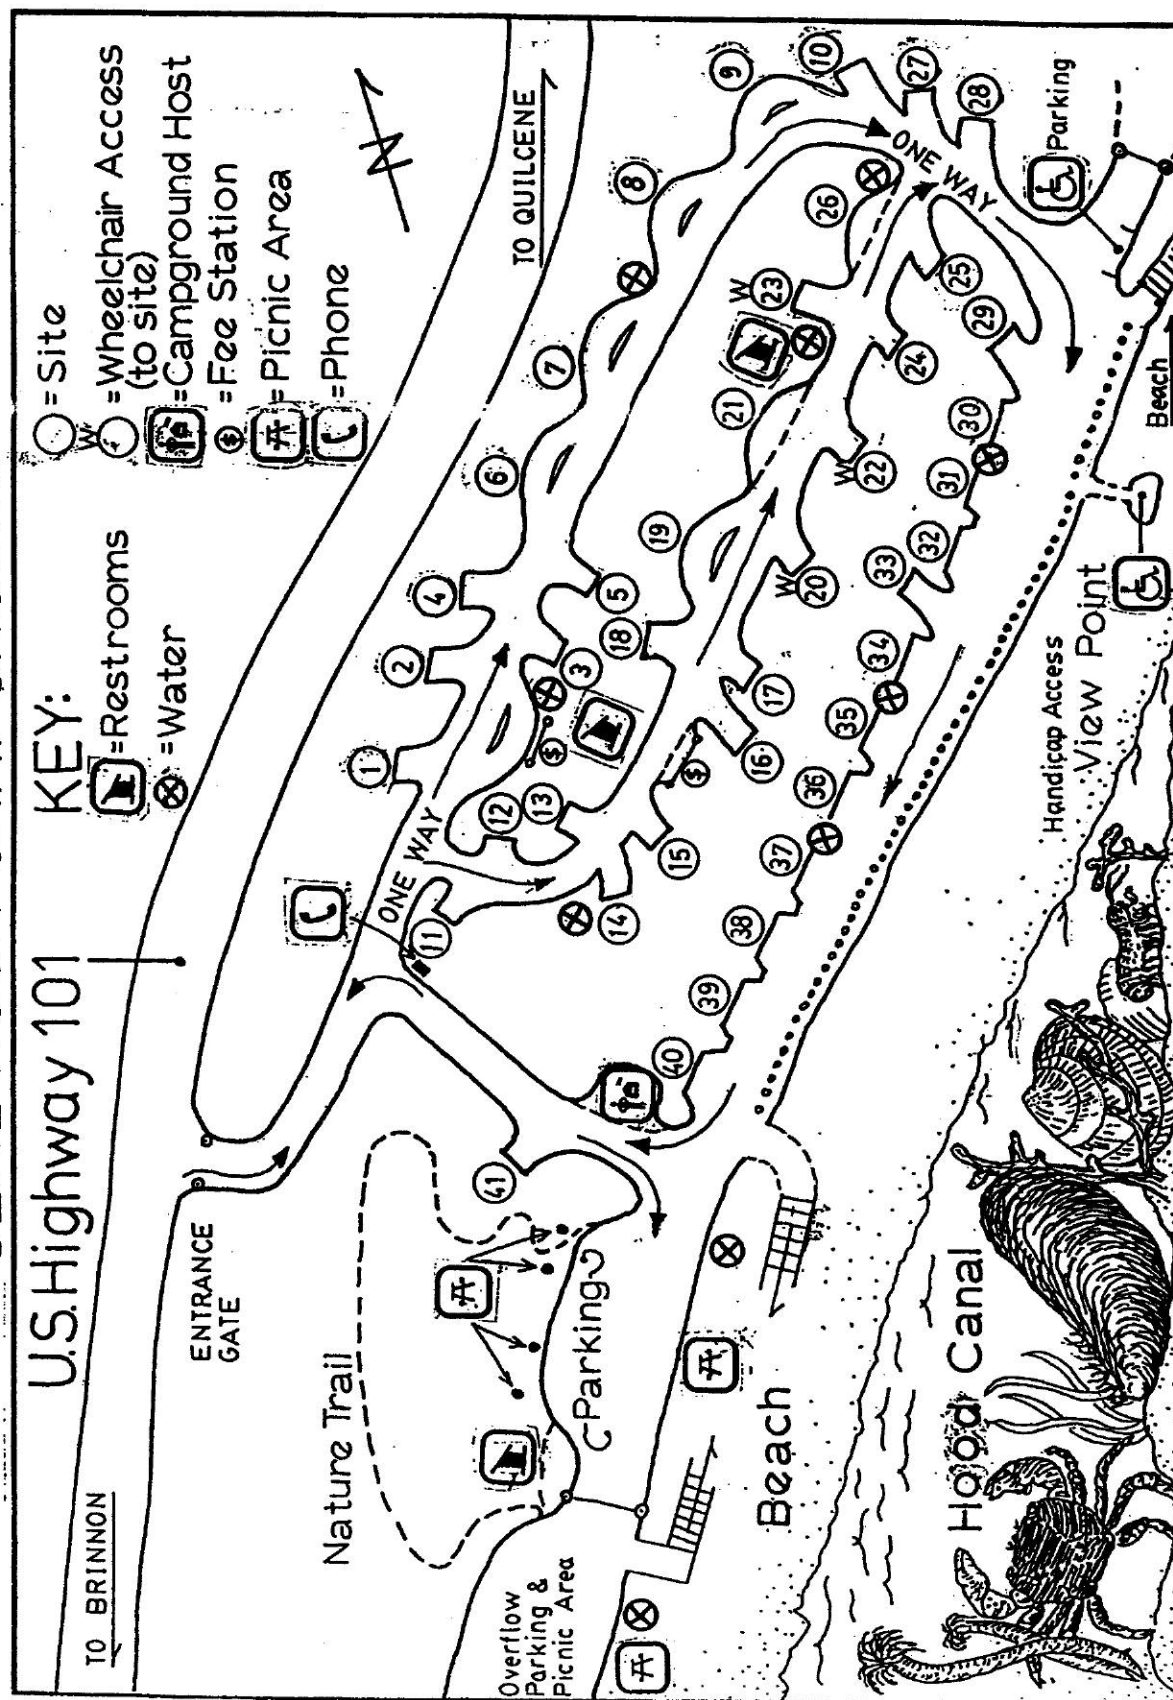 U.S. Highway 101
KEY:
=Restrooms
=Water
=Site
W =Wheelchair Access
(to site)
=Campground Host
$ =Fee Station
=Picnic Area
=Phone
N
TO BRINNON
TO QUILCENE
ENTRANCE
GATE
Nature Trail
Parking
Overflow
Parking &
Picnic Area
Beach
Hood Canal
ONE WAY
ONE WAY
Parking
Beach
Handicap Access
View Point
1
2
3
4
5
6
7
8
9
10
11
12
13
14
15
16
17
18
19
W 20
21
W 22
W 23
24
25
26
27
28
29
30
31
32
33
34
35
36
37
38
39
40
41
$
$